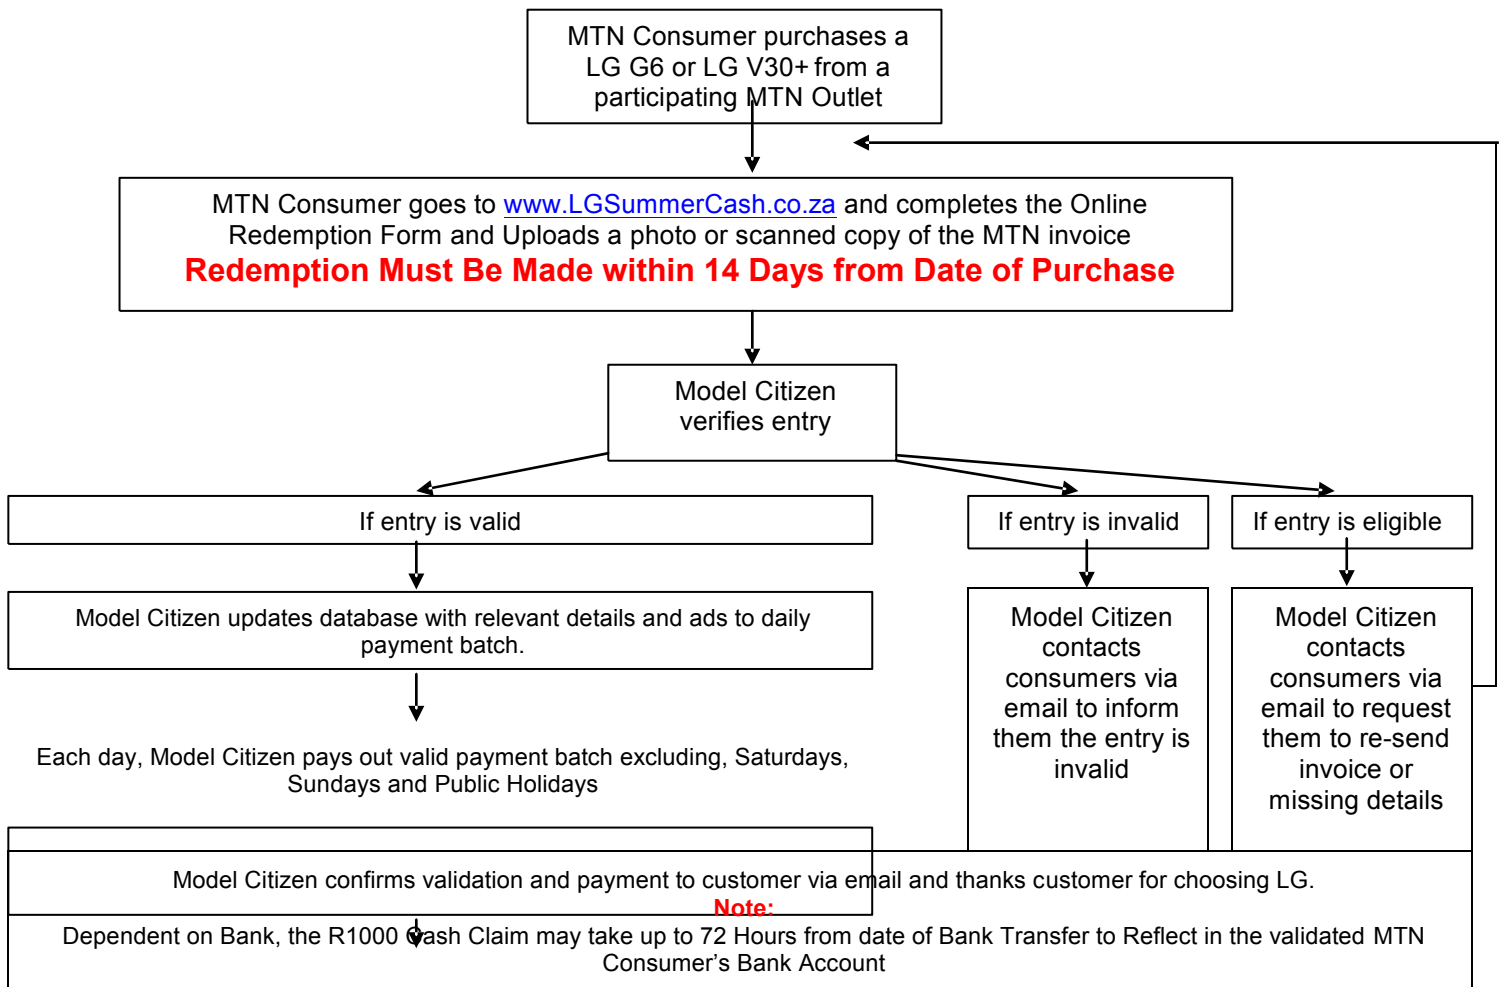 MTN Consumer purchases a
LG G6 or LG V30+ from a
participating MTN Outlet
MTN Consumer goes to www.LGSummerCash.co.za and completes the Online
Redemption Form and Uploads a photo or scanned copy of the MTN invoice
Redemption Must Be Made within 14 Days from Date of Purchase
Model Citizen
verifies entry
If entry is valid
If entry is invalid
If entry is eligible
Model Citizen updates database with relevant details and ads to daily
payment batch.
Model Citizen
contacts
consumers via
email to inform
them the entry is
invalid
Model Citizen
contacts
consumers via
email to request
them to re-send
invoice or
missing details
Each day, Model Citizen pays out valid payment batch excluding, Saturdays,
Sundays and Public Holidays
Model Citizen confirms validation and payment to customer via email and thanks customer for choosing LG.
Note:
Dependent on Bank, the R1000 Cash Claim may take up to 72 Hours from date of Bank Transfer to Reflect in the validated MTN
Consumer's Bank Account